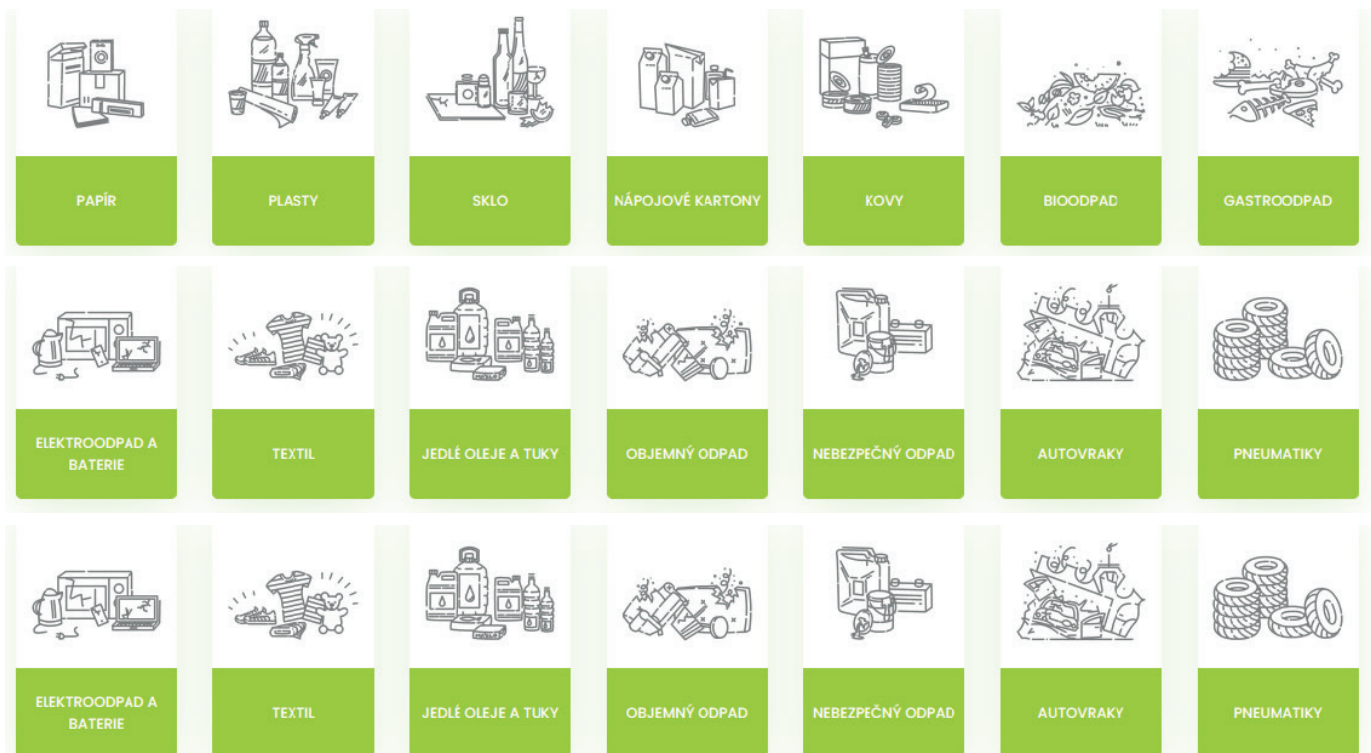 PAPÍR
PLASTY
SKLO
NÁPOJOVÉ KARTONY
KOVY
BIOODPAD
GASTROODPAD
ELEKTROODPAD A
BATERIE
TEXTIL
JEDLÉ OLEJE A TUKY
OBJEMNÝ ODPAD
NEBEZPEČNÝ ODPAD
AUTOVRAKY
PNEUMATIKY
ELEKTROODPAD A
BATERIE
TEXTIL
JEDLÉ OLEJE A TUKY
OBJEMNÝ ODPAD
NEBEZPEČNÝ ODPAD
AUTOVRAKY
PNEUMATIKY